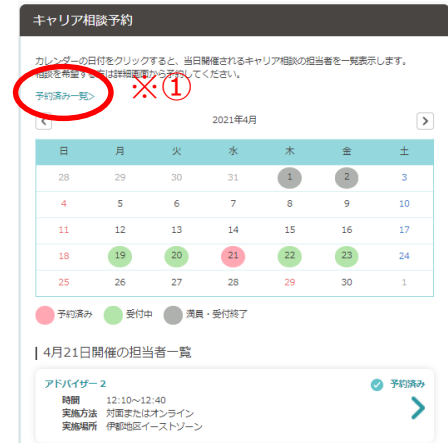 キャリア相談予約
カレンダーの日付をクリックすると、当日開催されるキャリア相談の担当者を一覧表示します。
相談を希望する方は詳細画面から予約してください。
予約済み一覧>
※①
< 2021年4月 >
日 月 火 水 木 金 土
28 29 30 31 1 2 3
4 5 6 7 8 9 10
11 12 13 14 15 16 17
18 19 20 21 22 23 24
25 26 27 28 29 30 1
予約済み 受付中 満員・受付終了
4月21日開催の担当者一覧
アドバイザー2 予約済み
時間 12:10～12:40
実施方法 対面またはオンライン
実施場所 伊都地区イーストゾーン